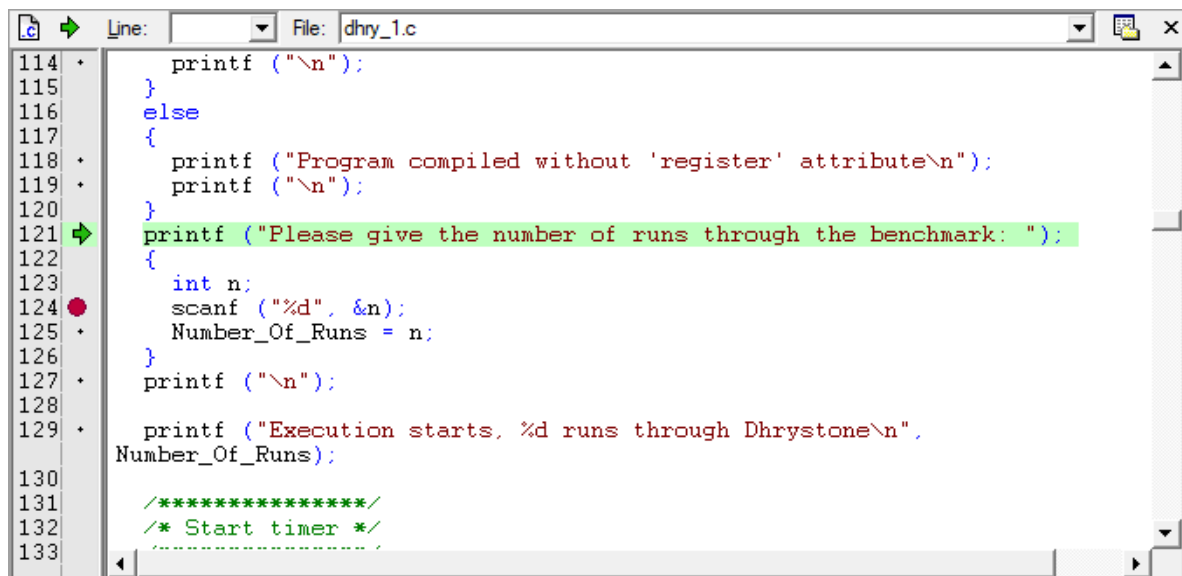 .c Line: File: dhry_1.c
114 printf ("\n");
115 }
116 else
117 {
118 printf ("Program compiled without 'register' attribute\n");
119 printf ("\n");
120 }
121 printf ("Please give the number of runs through the benchmark: ");
122 {
123 int n;
124 scanf ("%d", &n);
125 Number_Of_Runs = n;
126 }
127 printf ("\n");
128
129 printf ("Execution starts, %d runs through Dhrystone\n",
Number_Of_Runs);
130
131 /***************/
132 /* Start timer */
133